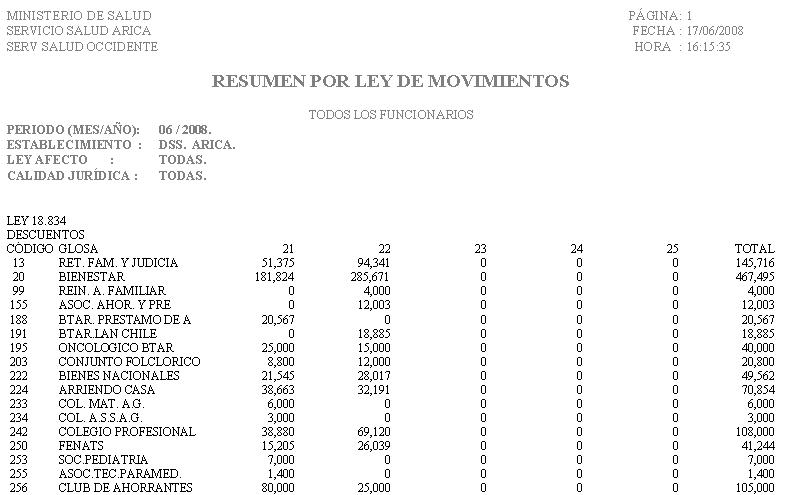 MINISTERIO DE SALUD PÁGINA: 1
SERVICIO SALUD ARICA FECHA : 17/06/2008
SERV SALUD OCCIDENTE HORA : 16:15:35
RESUMEN POR LEY DE MOVIMIENTOS
TODOS LOS FUNCIONARIOS
PERIODO (MES/AÑO): 06 / 2008.
ESTABLECIMIENTO : DSS. ARICA.
LEY AFECTO : TODAS.
CALIDAD JURÍDICA : TODAS.
LEY 18.834
DESCUENTOS
CÓDIGO GLOSA 21 22 23 24 25 TOTAL
13 RET. FAM. Y JUDICIA 51,375 94,341 0 0 0 145,716
20 BIENESTAR 181,824 285,671 0 0 0 467,495
99 REIN. A. FAMILIAR 0 4,000 0 0 0 4,000
155 ASOC. AHOR. Y PRE 0 12,003 0 0 0 12,003
188 BTAR. PRESTAMO DE A 20,567 0 0 0 0 20,567
191 BTAR.LAN CHILE 0 18,885 0 0 0 18,885
195 ONCOLOGICO BTAR 25,000 15,000 0 0 0 40,000
203 CONJUNTO FOLCLORICO 8,800 12,000 0 0 0 20,800
222 BIENES NACIONALES 21,545 28,017 0 0 0 49,562
224 ARRIENDO CASA 38,663 32,191 0 0 0 70,854
233 COL. MAT. A.G. 6,000 0 0 0 0 6,000
234 COL. A.S.S.A.G. 3,000 0 0 0 0 3,000
242 COLEGIO PROFESIONAL 38,880 69,120 0 0 0 108,000
250 FENATS 15,205 26,039 0 0 0 41,244
253 SOC.PEDIATRIA 7,000 0 0 0 0 7,000
255 ASOC.TEC.PARAMED. 1,400 0 0 0 0 1,400
256 CLUB DE AHORRANTES 80,000 25,000 0 0 0 105,000